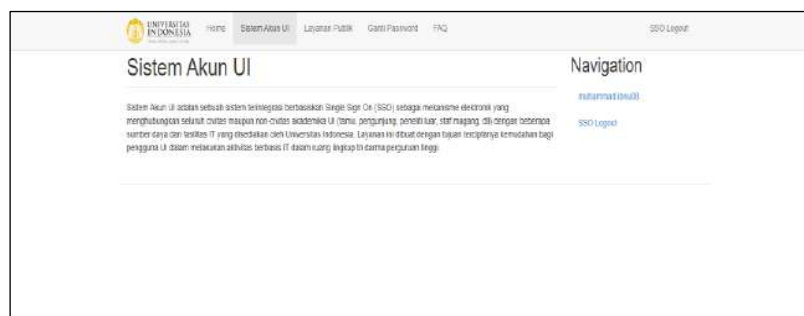 UNIVERSITAS INDONESIA
Home Sistem Akun UI Layanan Publik Ganti Password FAQ SSO Logout
Sistem Akun UI
Sistem Akun UI adalah sebuah sistem terintegrasi berbasiskan Single Sign On (SSO) sebagai mekanisme elektronik yang
menghubungkan seluruh civitas maupun non-civitas akademika UI (tamu, pengunjung, peneliti luar, staf magang, dll) dengan beberapa
sumber daya dan fasilitas IT yang disediakan oleh Universitas Indonesia. Layanan ini dibuat dengan tujuan terciptanya kemudahan bagi
pengguna UI dalam melakukan aktivitas berbasis IT dalam ruang lingkup tri darma perguruan tinggi.
Navigation
SSO Logout